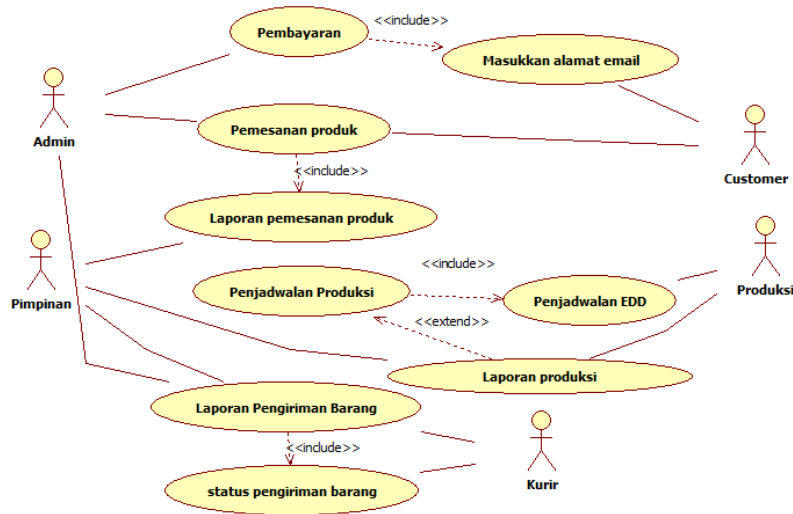 <<include>>
Pembayaran
Masukkan alamat email
Admin
Pemesanan produk
Customer
<<include>>
Laporan pemesanan produk
Pimpinan
<<include>>
Penjadwalan Produksi
Penjadwalan EDD
Produksi
<<extend>>
Laporan produksi
Laporan Pengiriman Barang
<<include>>
Kurir
status pengiriman barang